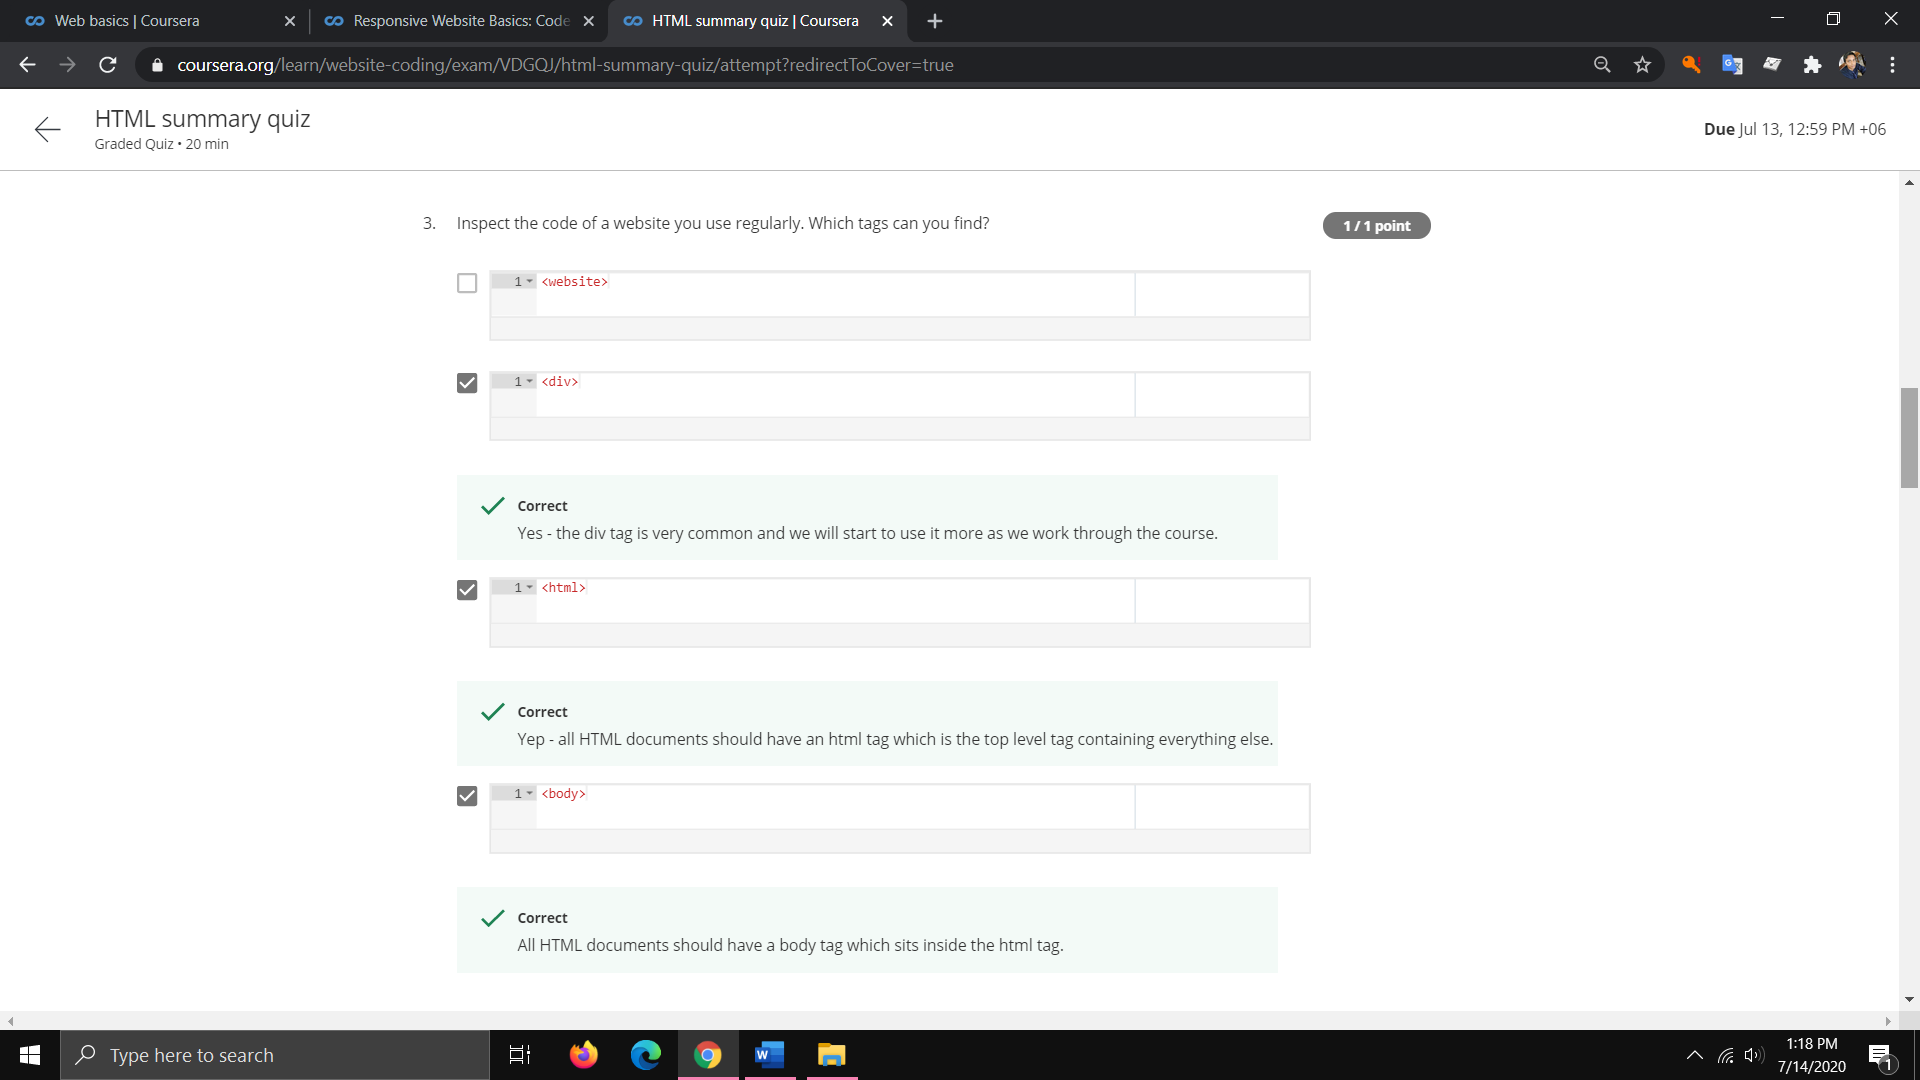 Web basics | Coursera
Responsive Website Basics: Code
HTML summary quiz | Coursera
coursera.org/learn/website-coding/exam/VDGQJ/html-summary-quiz/attempt?redirectToCover=true
HTML summary quiz
Graded Quiz • 20 min
Due Jul 13, 12:59 PM +06
3. Inspect the code of a website you use regularly. Which tags can you find?
1 / 1 point
1 <website>
1 <div>
Correct
Yes - the div tag is very common and we will start to use it more as we work through the course.
1 <html>
Correct
Yep - all HTML documents should have an html tag which is the top level tag containing everything else.
1 <body>
Correct
All HTML documents should have a body tag which sits inside the html tag.
Type here to search
1:18 PM
7/14/2020
1